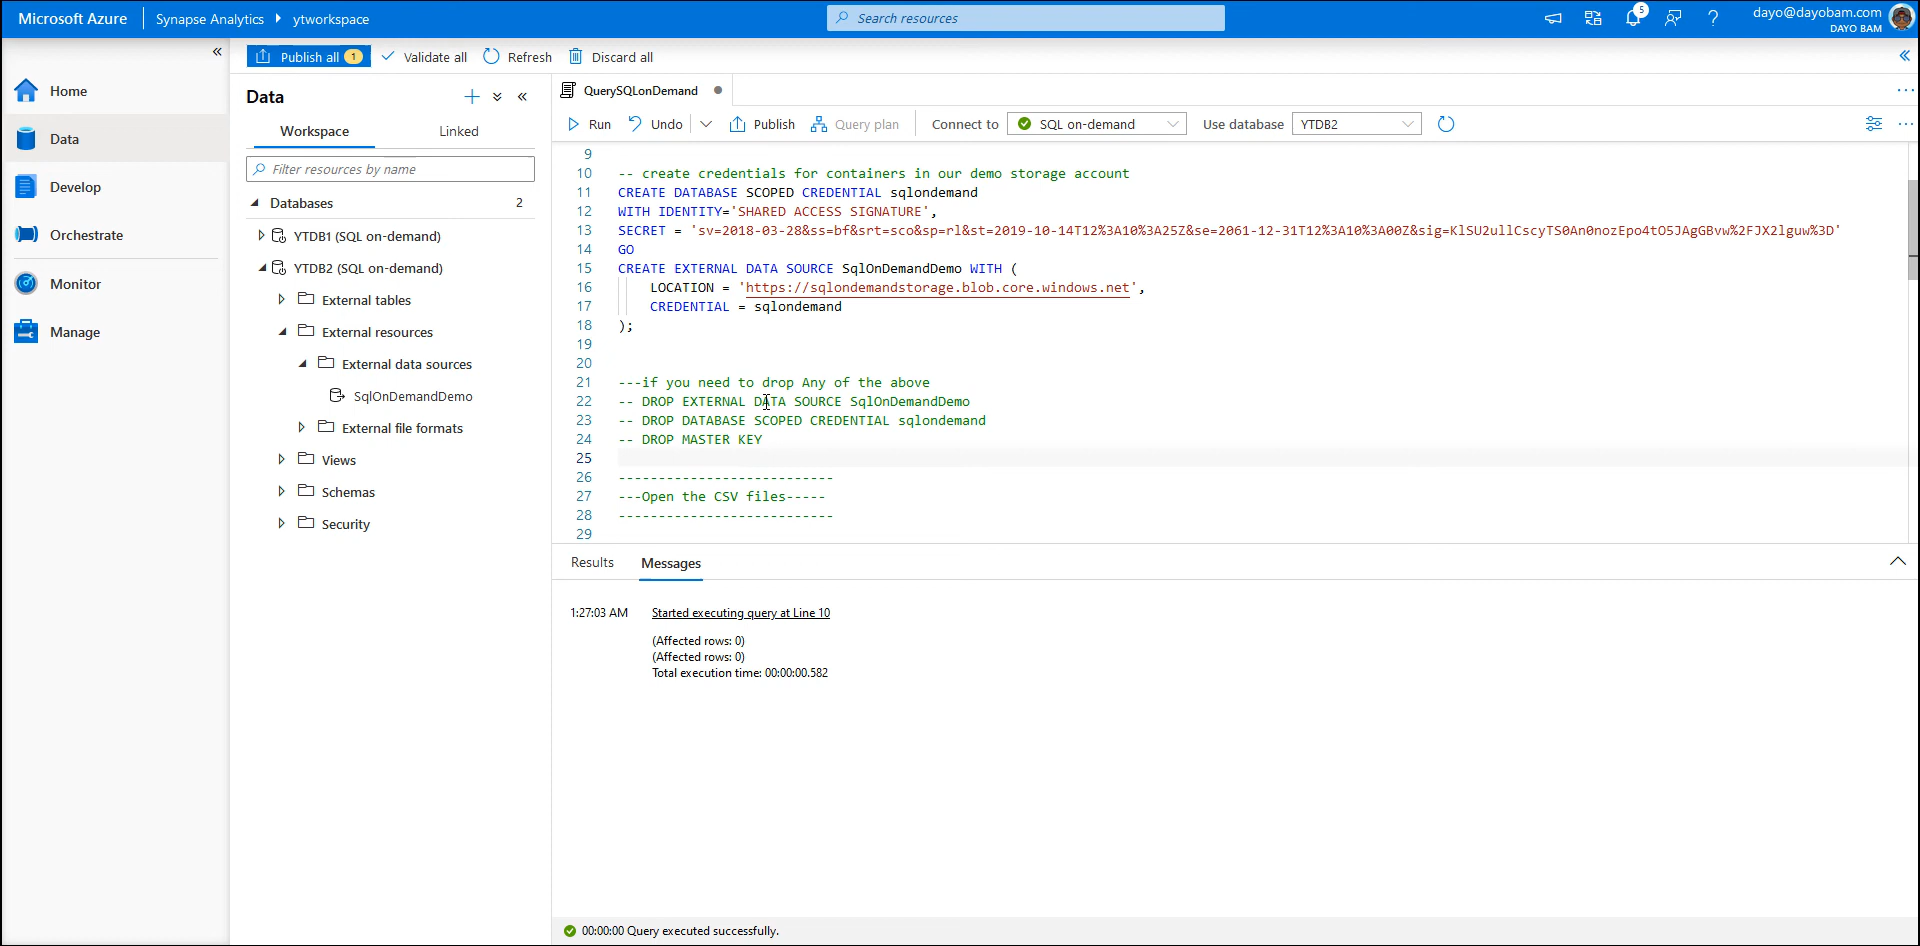 Microsoft Azure
Synapse Analytics
ytworkspace
Search resources
5
dayo@dayobam.com
DAYO BAM
Home
Data
Develop
Orchestrate
Monitor
Manage
Publish all 1
Validate all
Refresh
Discard all
Data
Workspace
Linked
Filter resources by name
Databases 2
YTDB1 (SQL on-demand)
YTDB2 (SQL on-demand)
External tables
External resources
External data sources
SqlOnDemandDemo
External file formats
Views
Schemas
Security
QuerySQLonDemand
Run Undo Publish Query plan Connect to SQL on-demand Use database YTDB2
9
10 -- create credentials for containers in our demo storage account
11 CREATE DATABASE SCOPED CREDENTIAL sqlondemand
12 WITH IDENTITY='SHARED ACCESS SIGNATURE',
13 SECRET = 'sv=2018-03-28&ss=bf&srt=sco&sp=rl&st=2019-10-14T12%3A10%3A25Z&se=2061-12-31T12%3A10%3A00Z&sig=KlSU2ullCscyTS0An0nozEpo4tO5JAgGBvw%2FJX2lguw%3D'
14 GO
15 CREATE EXTERNAL DATA SOURCE SqlOnDemandDemo WITH (
16 LOCATION = 'https://sqlondemandstorage.blob.core.windows.net',
17 CREDENTIAL = sqlondemand
18 );
19
20
21 ---if you need to drop Any of the above
22 -- DROP EXTERNAL DATA SOURCE SqlOnDemandDemo
23 -- DROP DATABASE SCOPED CREDENTIAL sqlondemand
24 -- DROP MASTER KEY
25
26 ---------------------------
27 ---Open the CSV files-----
28 ---------------------------
29
Results
Messages
1:27:03 AM Started executing query at Line 10
(Affected rows: 0)
(Affected rows: 0)
Total execution time: 00:00:00.582
00:00:00 Query executed successfully.